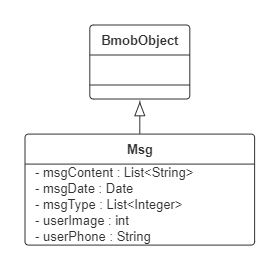 BmobObject
Msg
- msgContent : List<String>
- msgDate : Date
- msgType : List<Integer>
- userImage : int
- userPhone : String